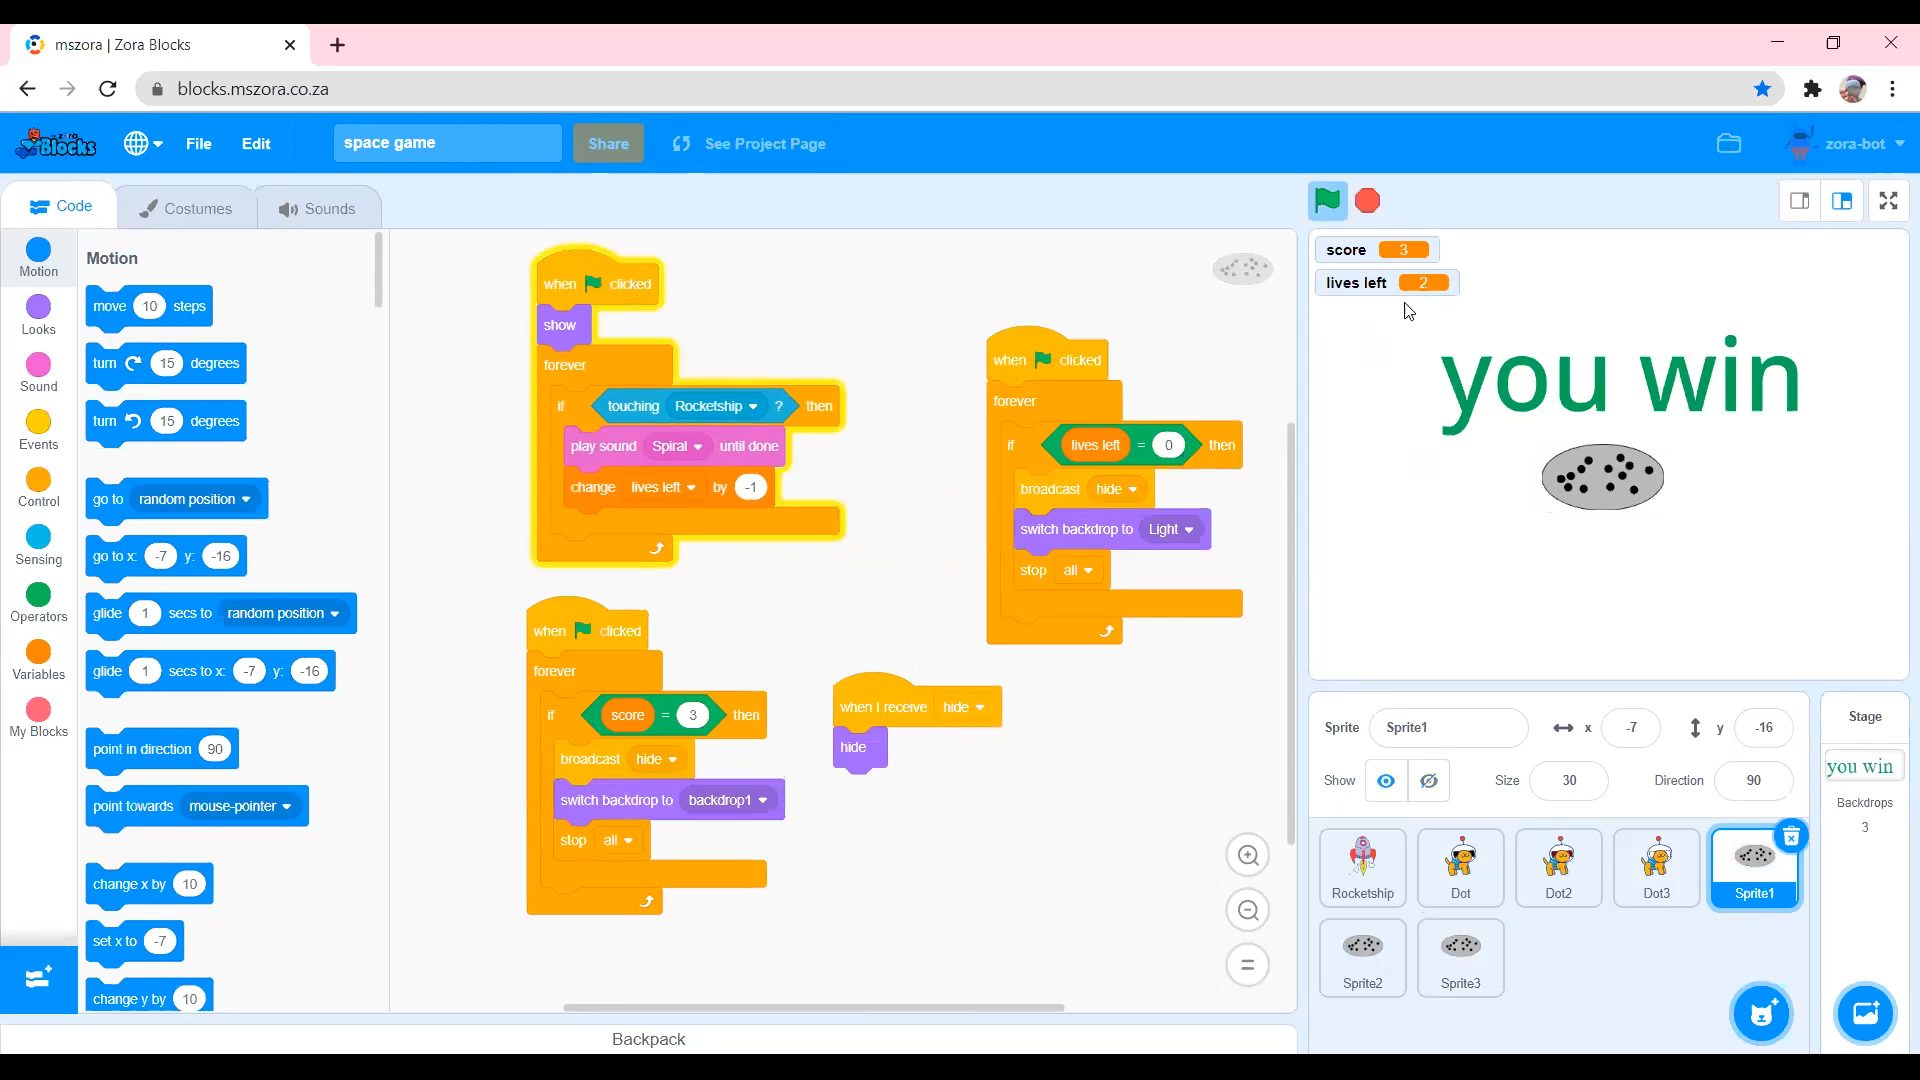 mszora | Zora Blocks
blocks.mszora.co.za
Blocks
File
Edit
space game
Share
See Project Page
zora-bot
Code
Costumes
Sounds
Motion
Looks
Sound
Events
Control
Sensing
Operators
Variables
My Blocks
Motion
move 10 steps
turn 15 degrees
turn 15 degrees
go to random position
go to x: -7 y: -16
glide 1 secs to random position
glide 1 secs to x: -7 y: -16
point in direction 90
point towards mouse-pointer
change x by 10
set x to -7
change y by 10
when clicked
show
forever
if touching Rocketship ? then
play sound Spiral until done
change lives left by -1
when clicked
forever
if score = 3 then
broadcast hide
switch backdrop to backdrop1
stop all
when I receive hide
hide
when clicked
forever
if lives left = 0 then
broadcast hide
switch backdrop to Light
stop all
Backpack
score 3
lives left 2
you win
Sprite Sprite1 x -7 y -16
Show Size 30 Direction 90
Rocketship
Dot
Dot2
Dot3
Sprite1
Sprite2
Sprite3
Stage
you win
Backdrops
3